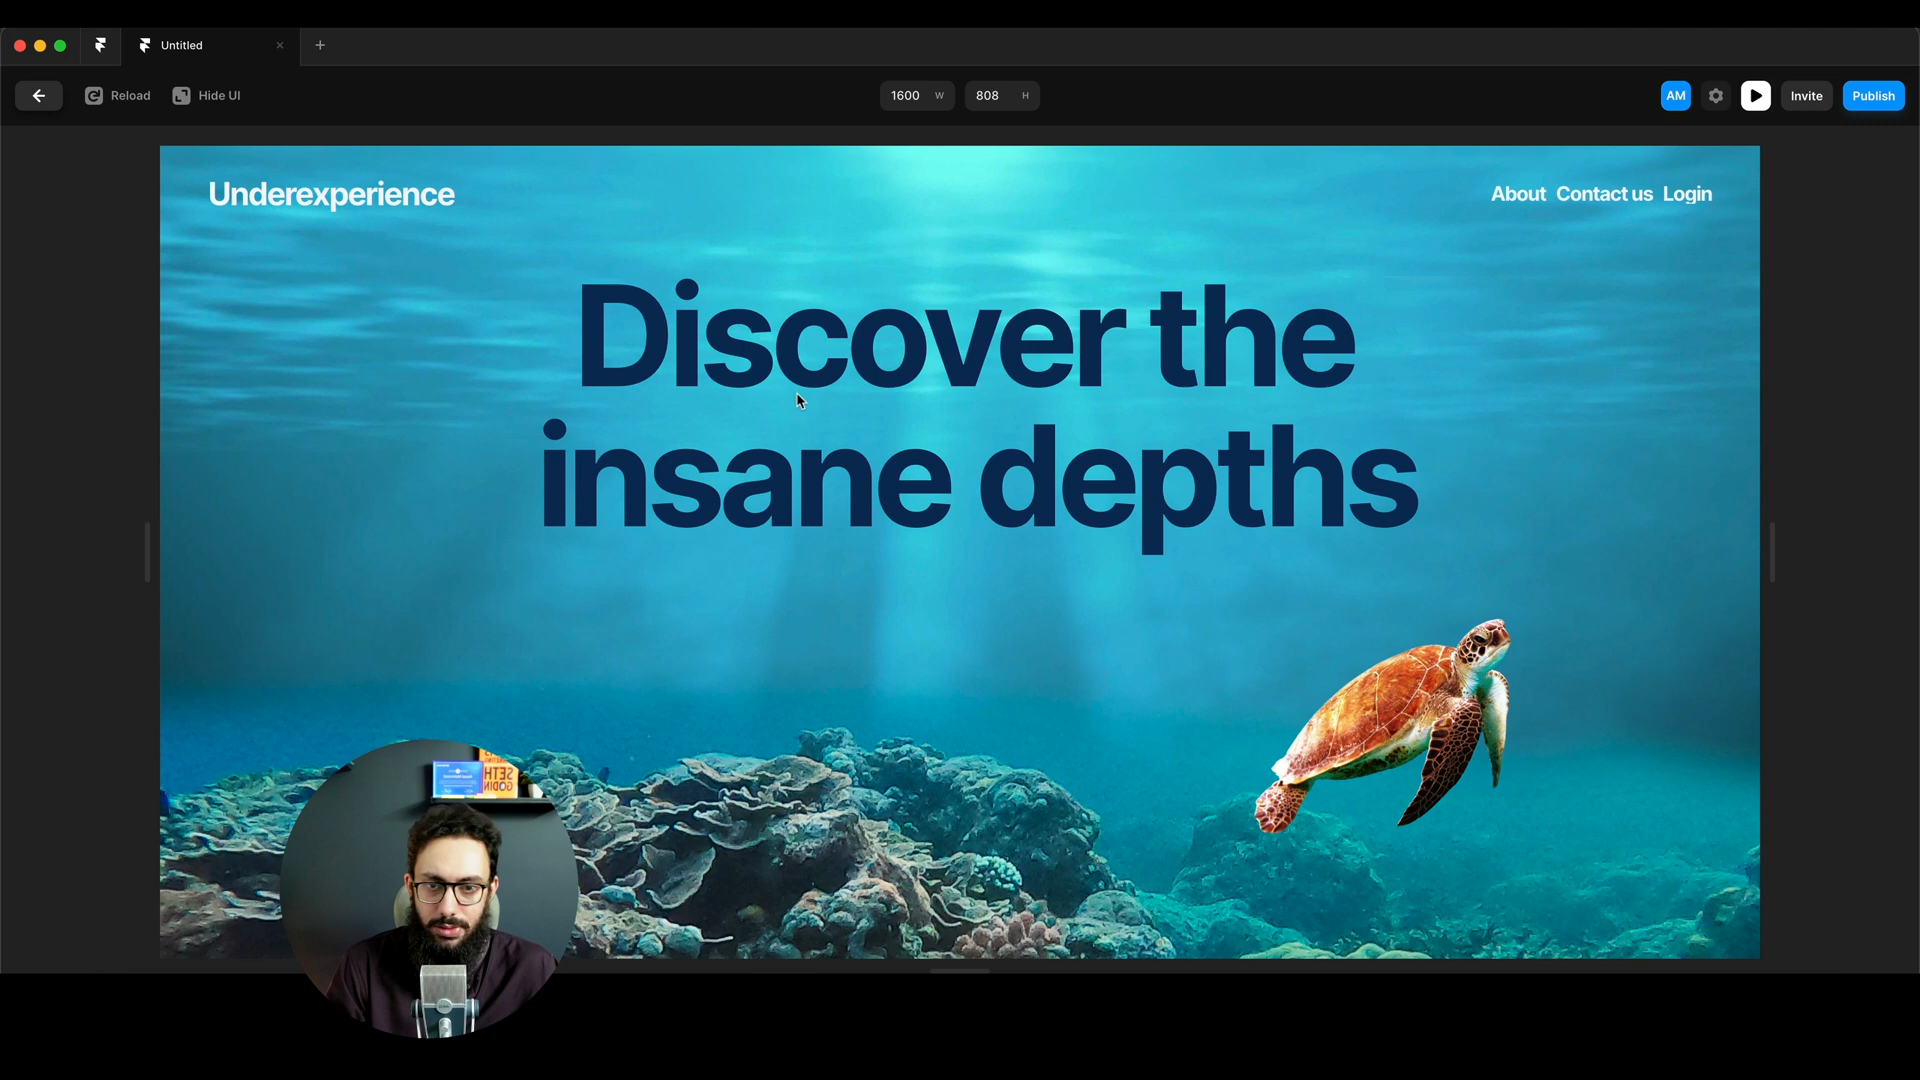 Untitled
Reload
Hide UI
1600 W
808 H
AM
Invite
Publish
Underexperience
About Contact us Login
Discover the
insane depths
SETH
GODIN